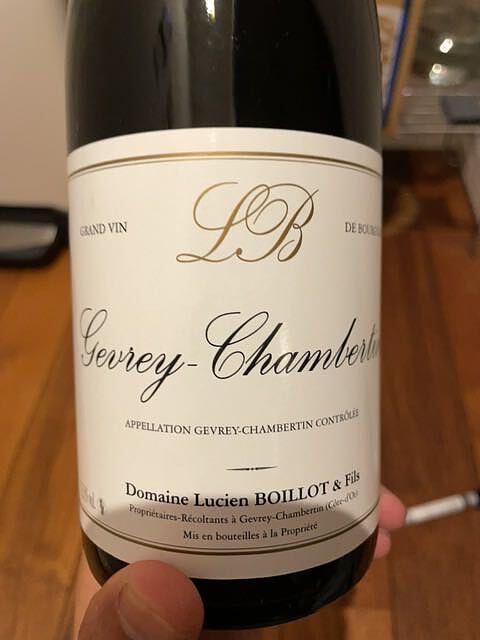 GRAND VIN
LB
DE BOURG
Gevrey-Chambertin
APPELLATION GEVREY-CHAMBERTIN CONTRÔLÉE
Domaine Lucien BOILLOT & Fils
Propriétaires-Récoltants à Gevrey-Chambertin (Côte-d'Or)
Mis en bouteilles à la Propriété